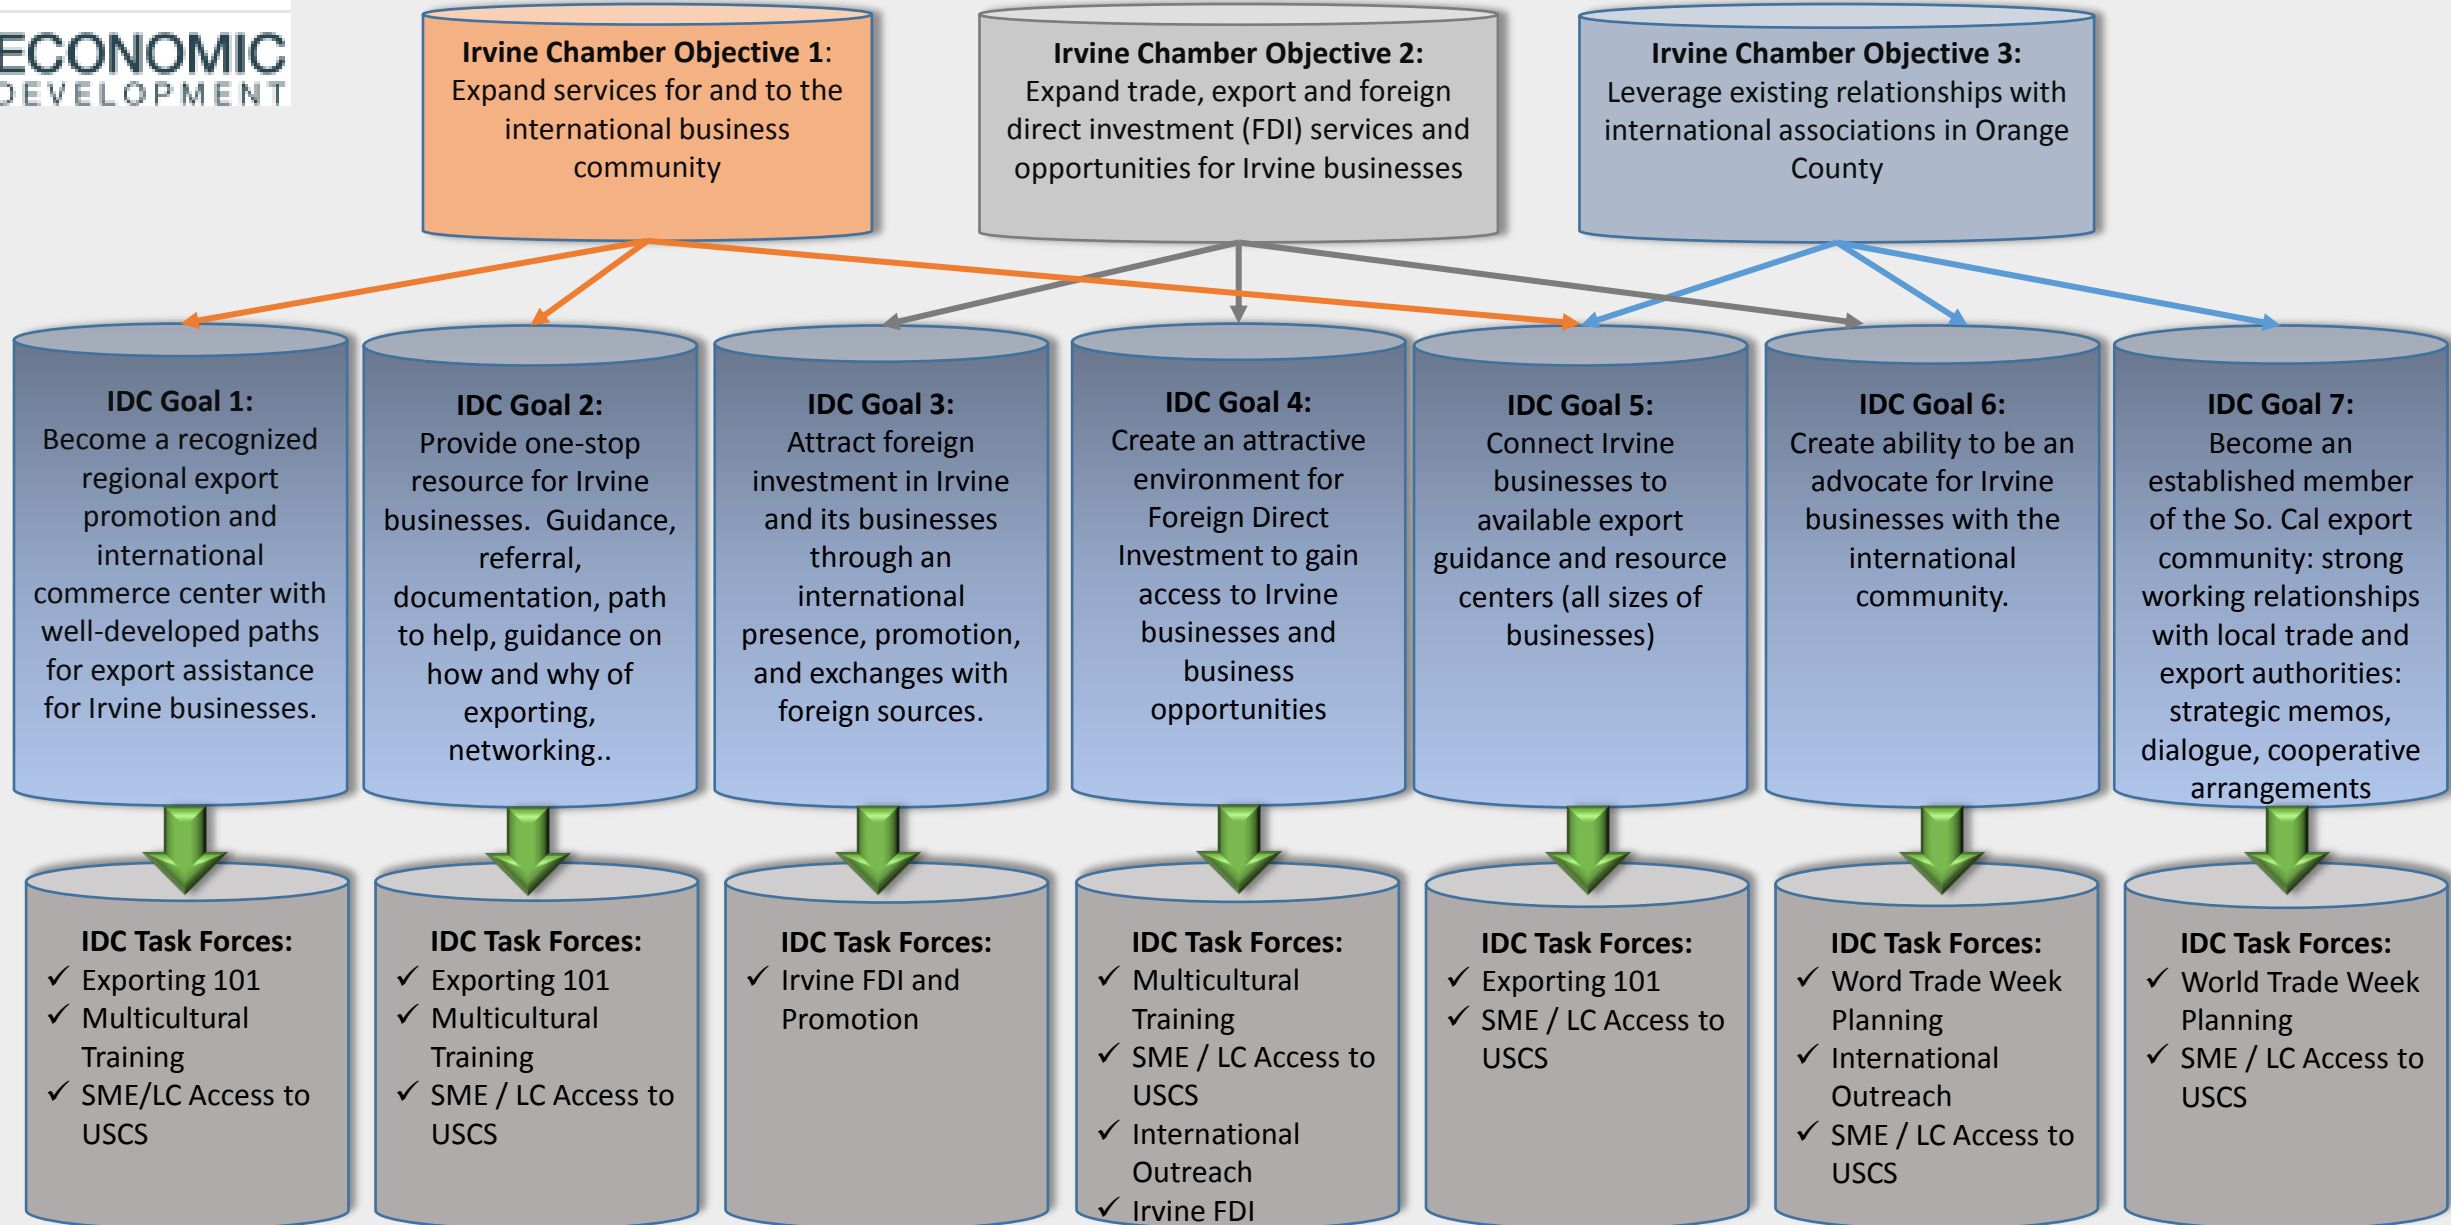 ECONOMIC
DEVELOPMENT
Irvine Chamber Objective 1:
Expand services for and to the
international business
community
Irvine Chamber Objective 2:
Expand trade, export and foreign
direct investment (FDI) services and
opportunities for Irvine businesses
Irvine Chamber Objective 3:
Leverage existing relationships with
international associations in Orange
County
IDC Goal 1:
Become a recognized
regional export
promotion and
international
commerce center with
well-developed paths
for export assistance
for Irvine businesses.
IDC Goal 2:
Provide one-stop
resource for Irvine
businesses.  Guidance,
referral,
documentation, path
to help, guidance on
how and why of
exporting,
networking..
IDC Goal 3:
Attract foreign
investment in Irvine
and its businesses
through an
international
presence, promotion,
and exchanges with
foreign sources.
IDC Goal 4:
Create an attractive
environment for
Foreign Direct
Investment to gain
access to Irvine
businesses and
business
opportunities
IDC Goal 5:
Connect Irvine
businesses to
available export
guidance and resource
centers (all sizes of
businesses)
IDC Goal 6:
Create ability to be an
advocate for Irvine
businesses with the
international
community.
IDC Goal 7:
Become an
established member
of the So. Cal export
community: strong
working relationships
with local trade and
export authorities:
strategic memos,
dialogue, cooperative
arrangements
IDC Task Forces:
✓ Exporting 101
✓ Multicultural
Training
✓ SME/LC Access to
USCS
IDC Task Forces:
✓ Exporting 101
✓ Multicultural
Training
✓ SME / LC Access to
USCS
IDC Task Forces:
✓ Irvine FDI and
Promotion
IDC Task Forces:
✓ Multicultural
Training
✓ SME / LC Access to
USCS
✓ International
Outreach
✓ Irvine FDI
IDC Task Forces:
✓ Exporting 101
✓ SME / LC Access to
USCS
IDC Task Forces:
✓ Word Trade Week
Planning
✓ International
Outreach
✓ SME / LC Access to
USCS
IDC Task Forces:
✓ World Trade Week
Planning
✓ SME / LC Access to
USCS